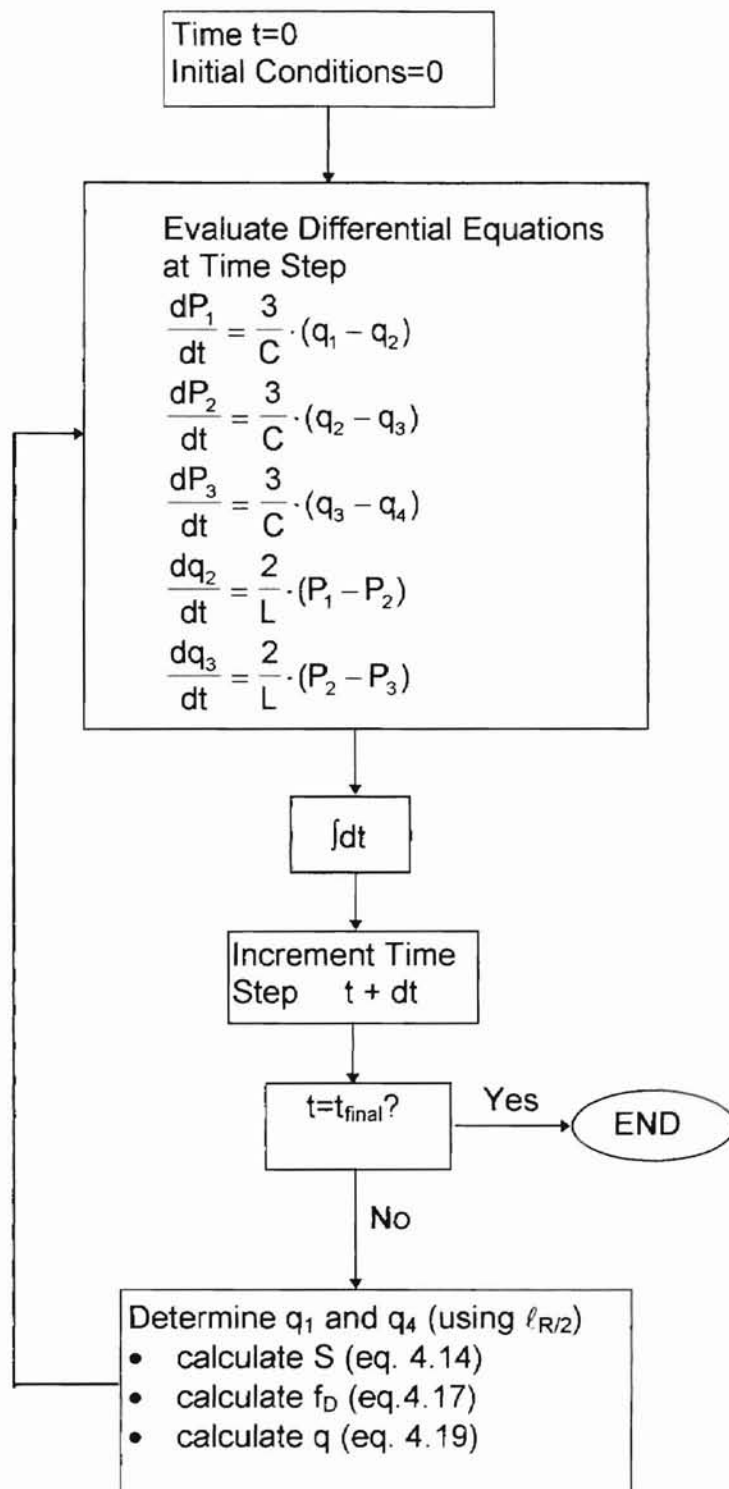 Time t=0
Initial Conditions=0
Evaluate Differential Equations
at Time Step
dP₁/dt = 3/C · (q₁ − q₂)
dP₂/dt = 3/C · (q₂ − q₃)
dP₃/dt = 3/C · (q₃ − q₄)
dq₂/dt = 2/L · (P₁ − P₂)
dq₃/dt = 2/L · (P₂ − P₃)
∫dt
Increment Time
Step t + dt
t=t_final?
Yes
END
No
Determine q₁ and q₄ (using ℓ_R/2)
• calculate S (eq. 4.14)
• calculate f_D (eq.4.17)
• calculate q (eq. 4.19)